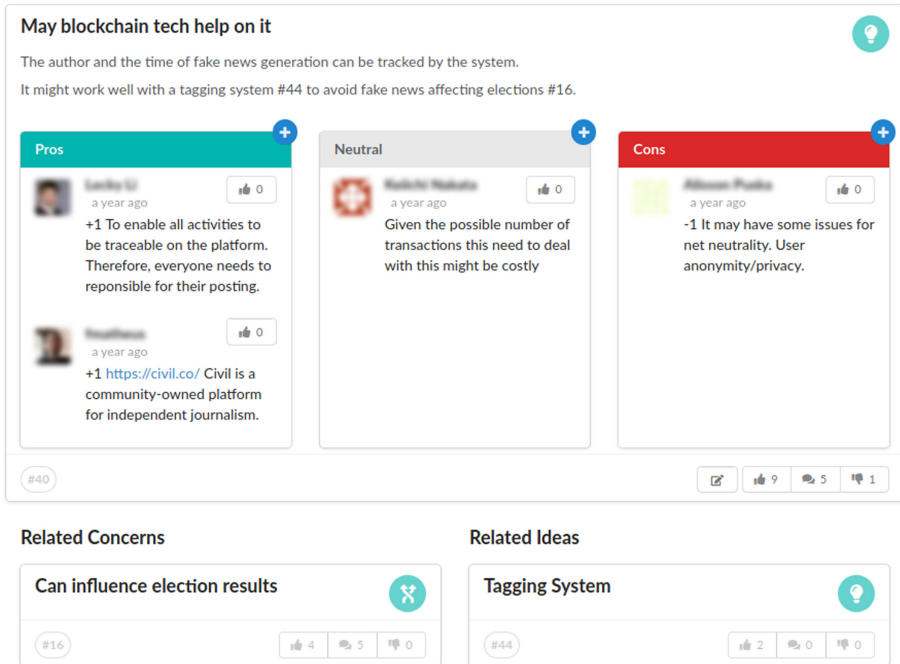 May blockchain tech help on it
The author and the time of fake news generation can be tracked by the system.
It might work well with a tagging system #44 to avoid fake news affecting elections #16.
Pros
0
a year ago
+1 To enable all activities to
be traceable on the platform.
Therefore, everyone needs to
reponsible for their posting.
0
a year ago
+1 https://civil.co/ Civil is a
community-owned platform
for independent journalism.
Neutral
0
a year ago
Given the possible number of
transactions this need to deal
with this might be costly
Cons
0
a year ago
-1 It may have some issues for
net neutrality. User
anonymity/privacy.
#40
9 5 1
Related Concerns
Can influence election results
#16
4 5 0
Related Ideas
Tagging System
#44
2 0 0